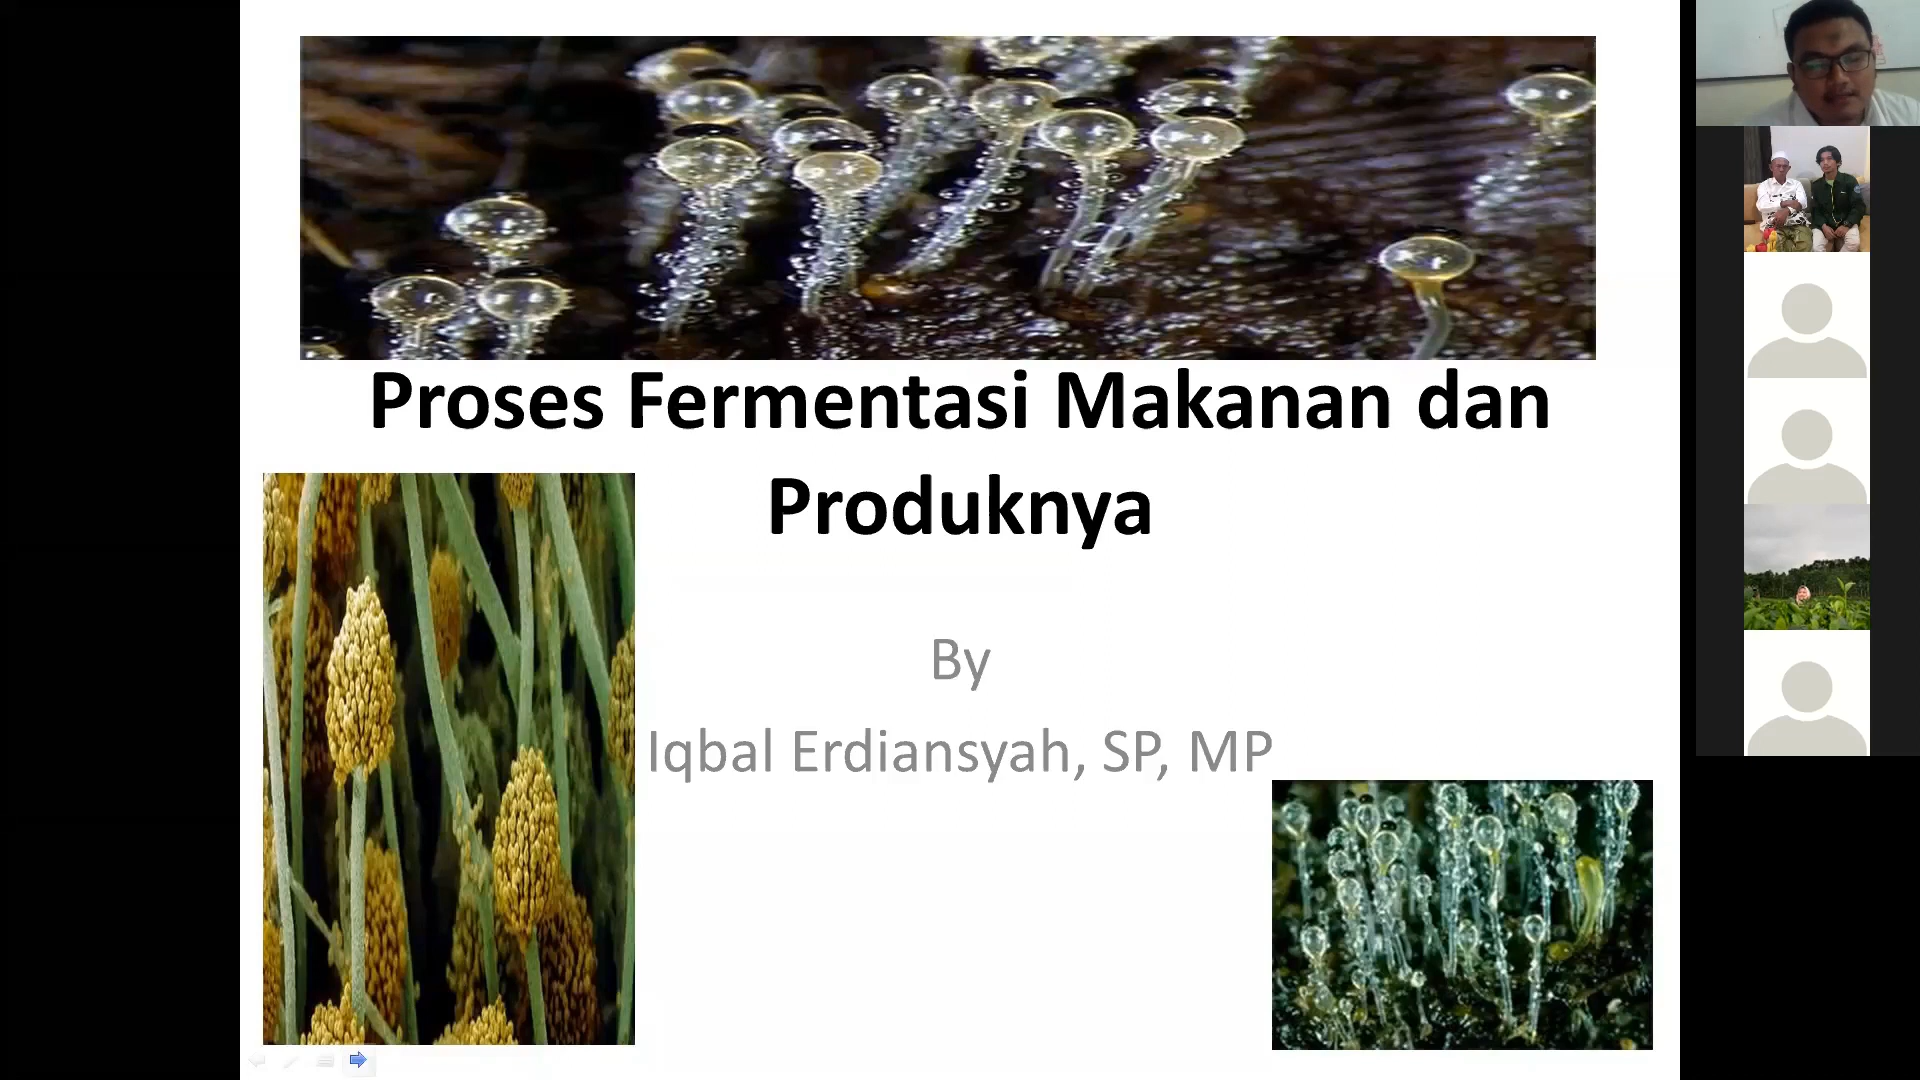 Proses Fermentasi Makanan dan
Produknya
By
Iqbal Erdiansyah, SP, MP